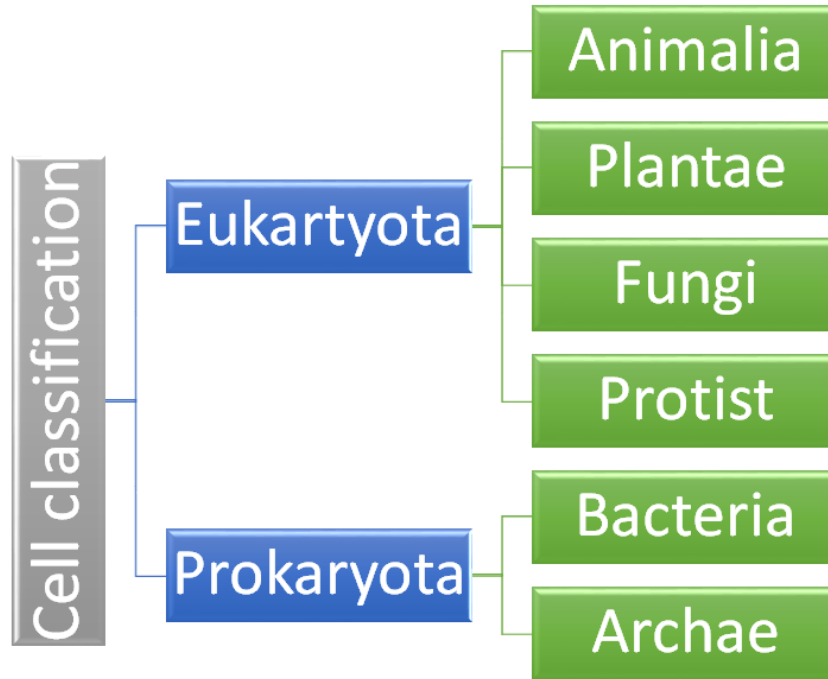 Cell classification
Eukartyota
Animalia
Plantae
Fungi
Protist
Prokaryota
Bacteria
Archae